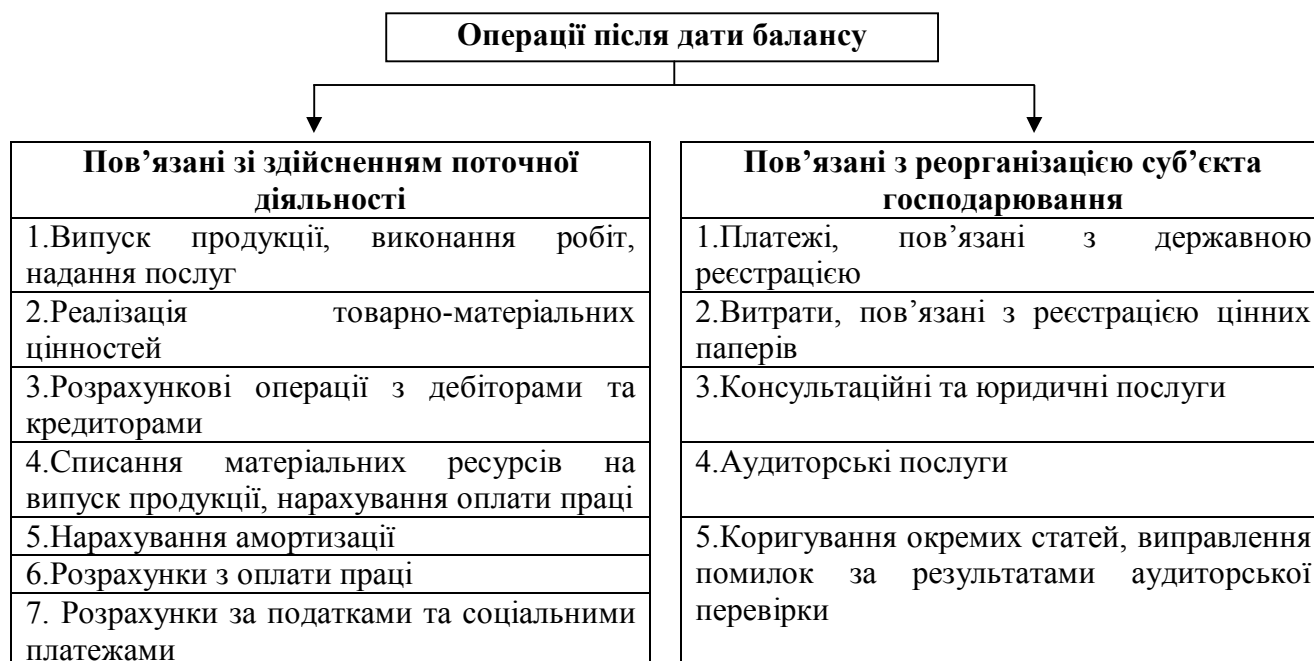 Операції після дати балансу
Пов’язані зі здійсненням поточної
діяльності
1.Випуск продукції, виконання робіт,
надання послуг
2.Реалізація товарно-матеріальних
цінностей
3.Розрахункові операції з дебіторами та
кредиторами
4.Списання матеріальних ресурсів на
випуск продукції, нарахування оплати праці
5.Нарахування амортизації
6.Розрахунки з оплати праці
7. Розрахунки за податками та соціальними
платежами
Пов’язані з реорганізацією суб’єкта
господарювання
1.Платежі, пов’язані з державною
реєстрацією
2.Витрати, пов’язані з реєстрацією цінних
паперів
3.Консультаційні та юридичні послуги
4.Аудиторські послуги
5.Коригування окремих статей, виправлення
помилок за результатами аудиторської
перевірки